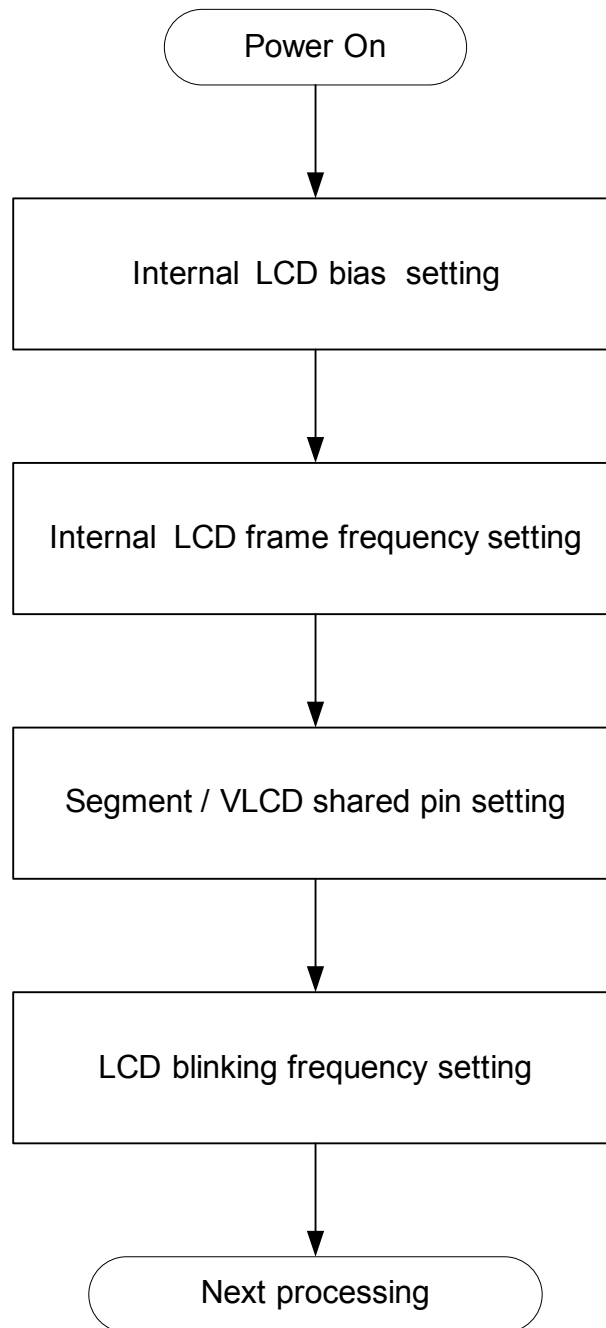 Power On
Internal LCD bias setting
Internal LCD frame frequency setting
Segment / VLCD shared pin setting
LCD blinking frequency setting
Next processing